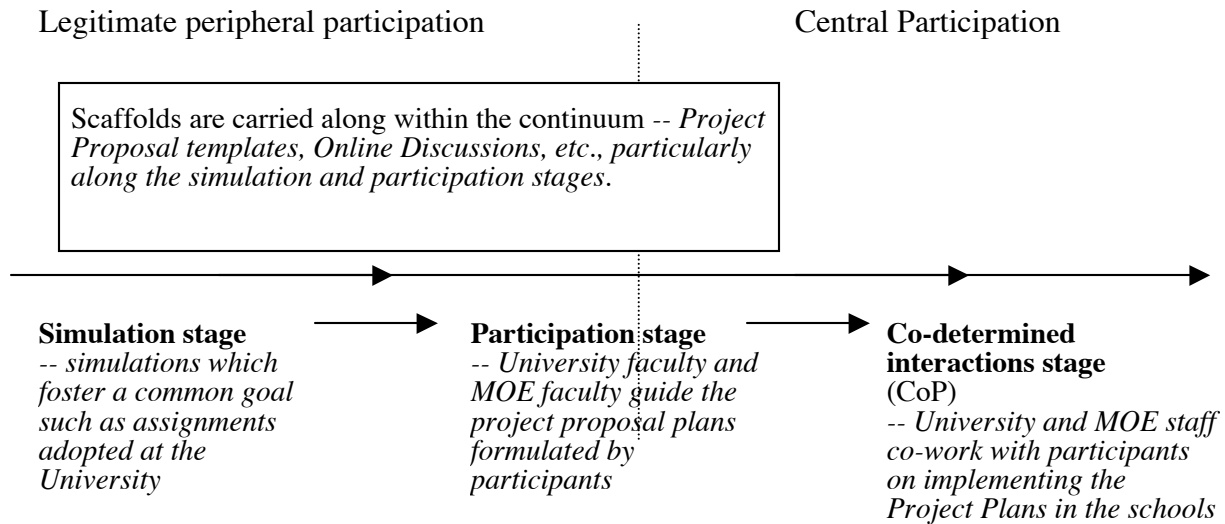 Legitimate peripheral participation
Central Participation
Scaffolds are carried along within the continuum -- Project
Proposal templates, Online Discussions, etc., particularly
along the simulation and participation stages.
Simulation stage
-- simulations which
foster a common goal
such as assignments
adopted at the
University
Participation stage
-- University faculty and
MOE faculty guide the
project proposal plans
formulated by
participants
Co-determined
interactions stage
(CoP)
-- University and MOE staff
co-work with participants
on implementing the
Project Plans in the schools